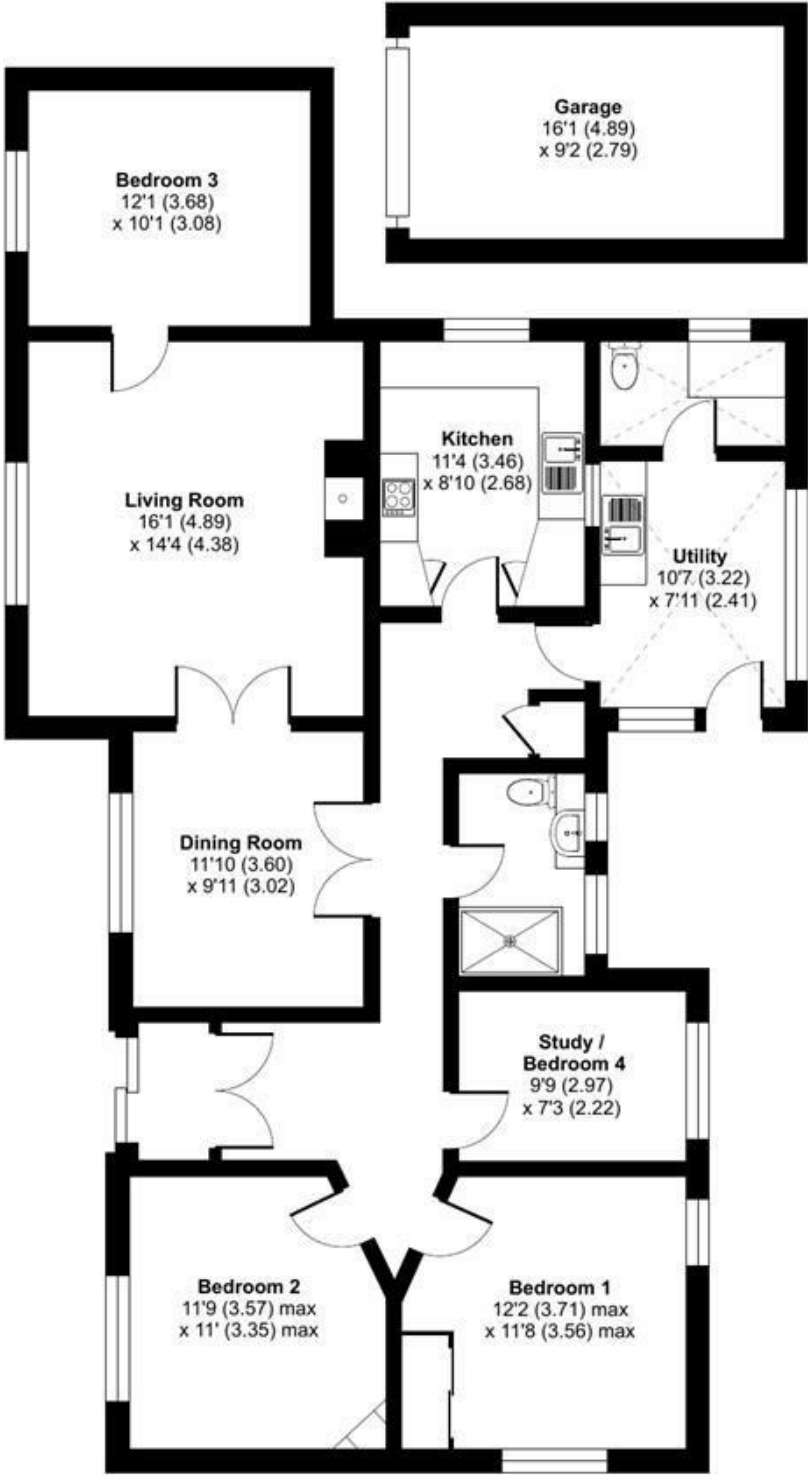 Garage
16'1 (4.89)
x 9'2 (2.79)
Bedroom 3
12'1 (3.68)
x 10'1 (3.08)
Kitchen
11'4 (3.46)
x 8'10 (2.68)
Living Room
16'1 (4.89)
x 14'4 (4.38)
Utility
10'7 (3.22)
x 7'11 (2.41)
Dining Room
11'10 (3.60)
x 9'11 (3.02)
Study /
Bedroom 4
9'9 (2.97)
x 7'3 (2.22)
Bedroom 2
11'9 (3.57) max
x 11' (3.35) max
Bedroom 1
12'2 (3.71) max
x 11'8 (3.56) max